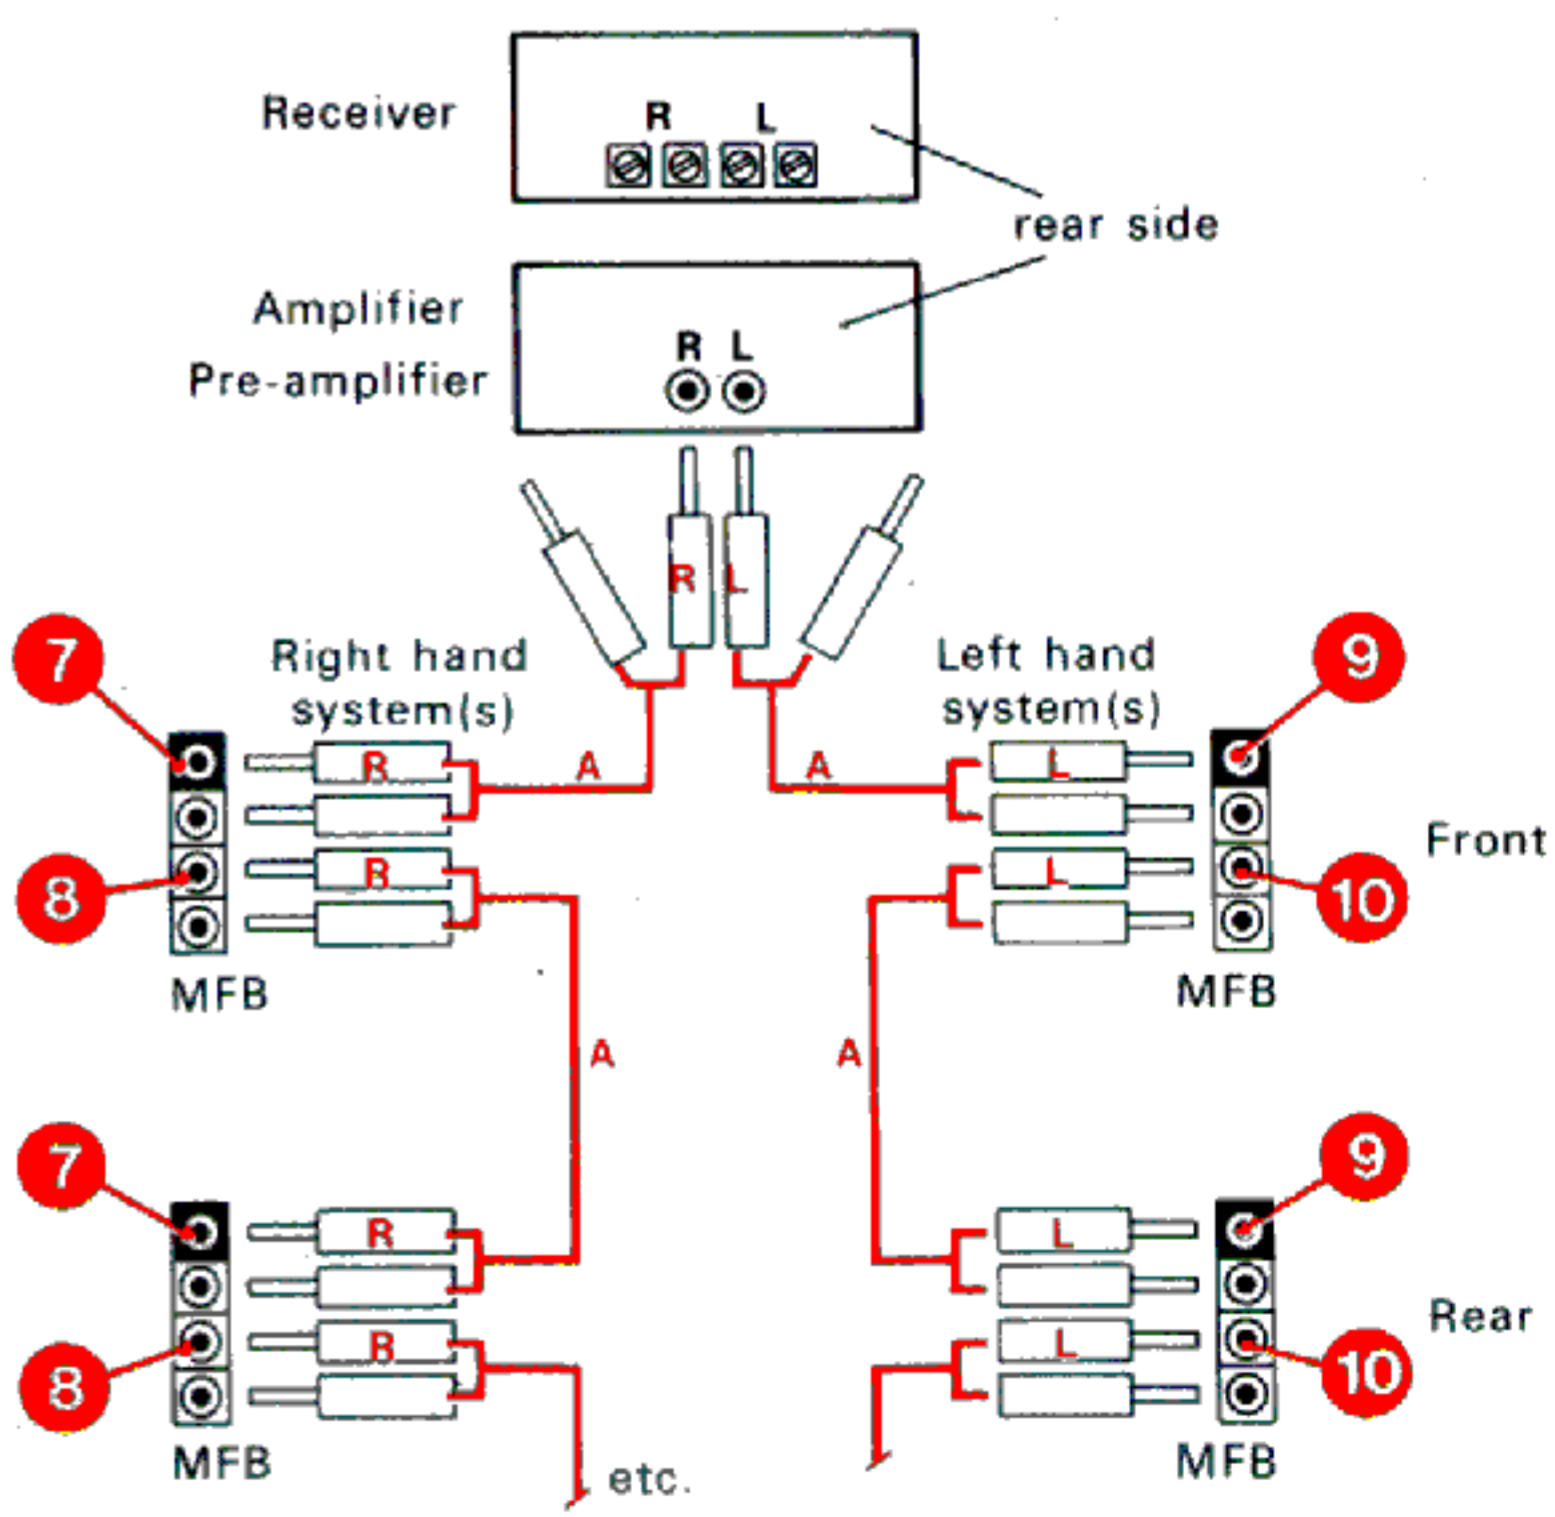 Receiver
R L
rear side
Amplifier
Pre-amplifier
R L
R L
7
Right hand
system(s)
Left hand
system(s)
9
R
A
A
L
Front
8
R
L
10
MFB
MFB
A
A
7
9
R
L
Rear
8
R
L
10
MFB
etc.
MFB